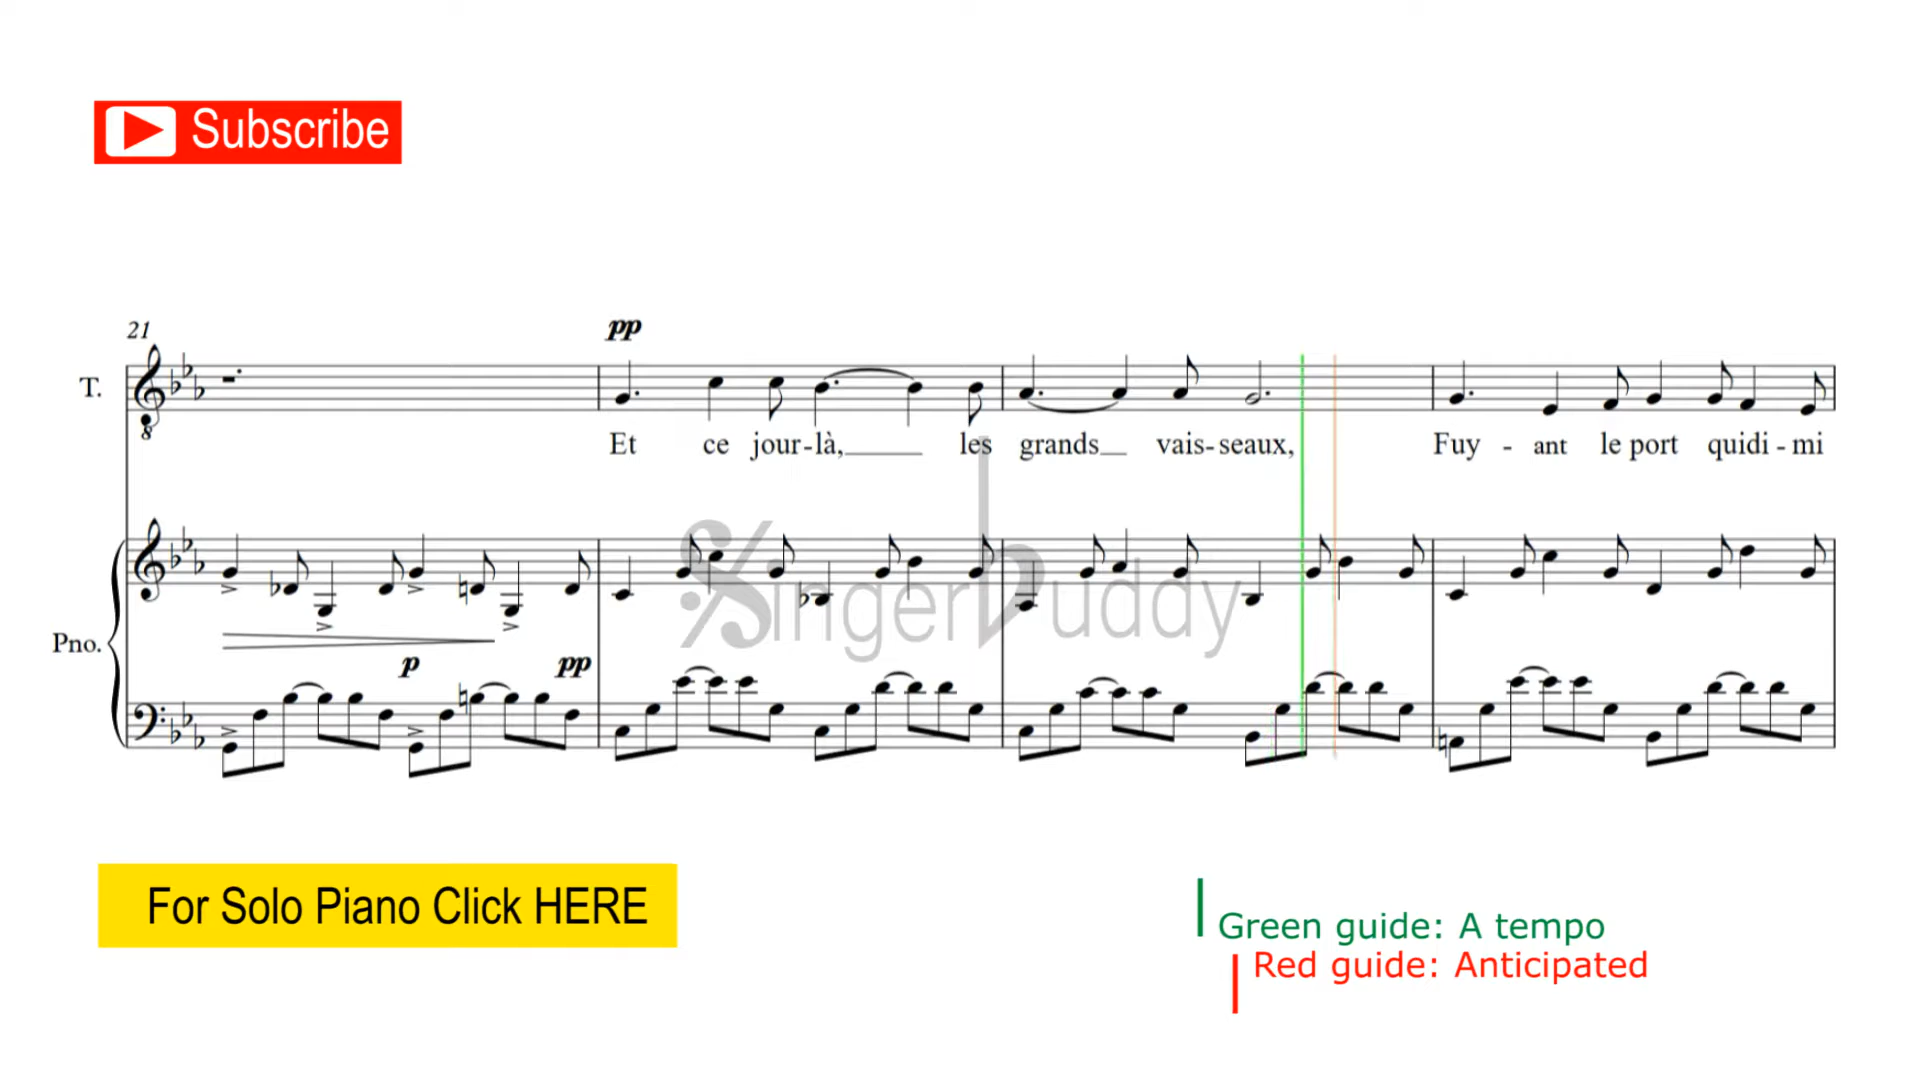 Subscribe
21
pp
T.
8
Et ce jour-là, les grands vais-seaux, Fuy - ant le port quidi - mi
SingerBuddy
Pno.
p pp
For Solo Piano Click HERE
Green guide: A tempo
Red guide: Anticipated